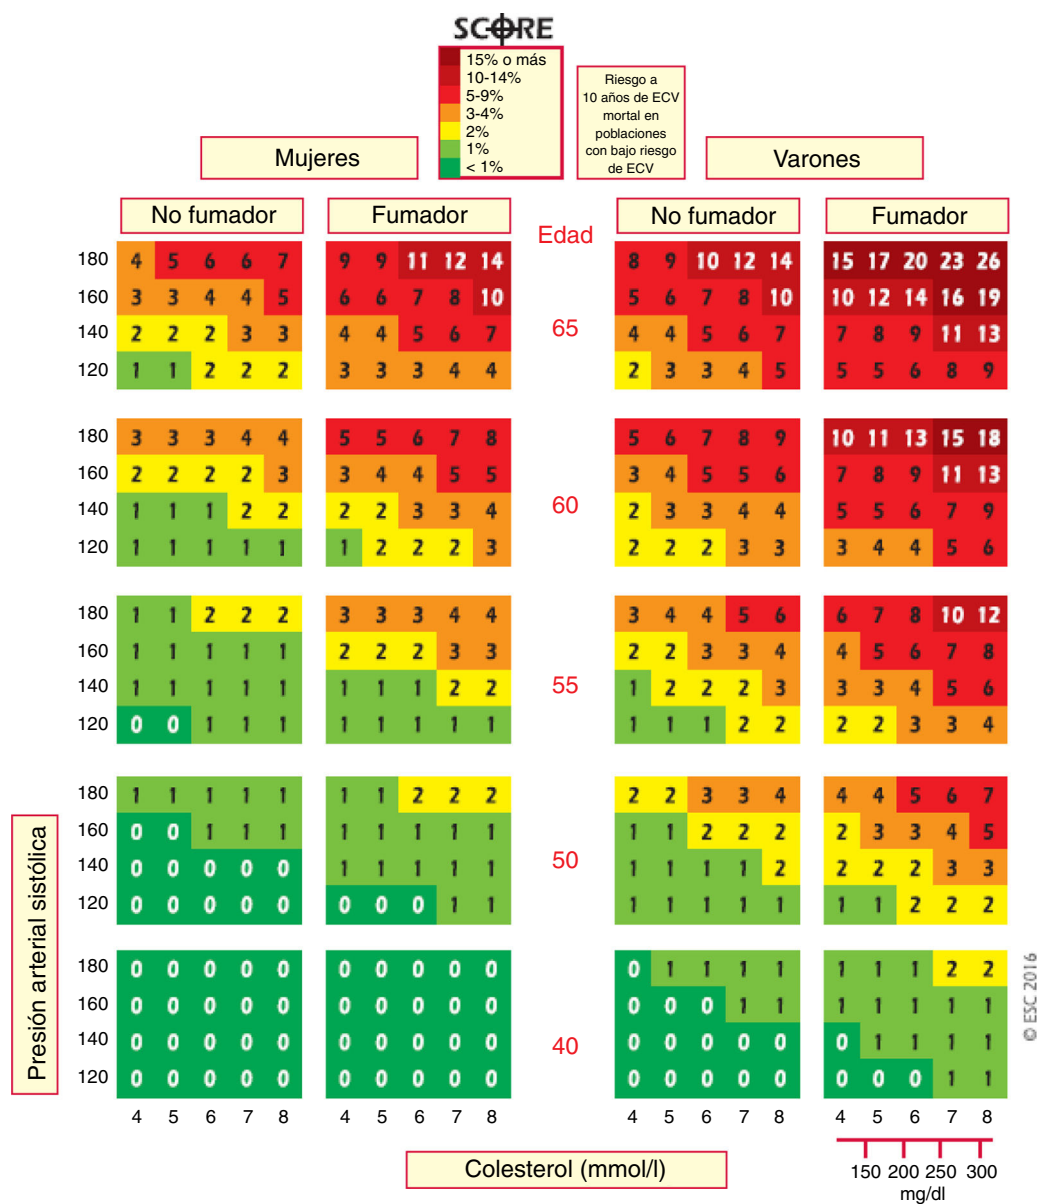 SCORE
15% o más
10-14%
5-9%
3-4%
2%
1%
< 1%
Riesgo a
10 años de ECV
mortal en
poblaciones
con bajo riesgo
de ECV
Mujeres
Varones
No fumador
Fumador
Edad
No fumador
Fumador
180 4 5 6 6 7 9 9 11 12 14 8 9 10 12 14 15 17 20 23 26
160 3 3 4 4 5 6 6 7 8 10 5 6 7 8 10 10 12 14 16 19
65
140 2 2 2 3 3 4 4 5 6 7 4 4 5 6 7 7 8 9 11 13
120 1 1 2 2 2 3 3 3 4 4 2 3 3 4 5 5 5 6 8 9
180 3 3 3 4 4 5 5 6 7 8 5 6 7 8 9 10 11 13 15 18
160 2 2 2 2 3 3 4 4 5 5 3 4 5 5 6 7 8 9 11 13
60
140 1 1 1 2 2 2 2 3 3 4 2 3 3 4 4 5 5 6 7 9
120 1 1 1 1 1 1 2 2 2 3 2 2 2 3 3 3 4 4 5 6
180 1 1 2 2 2 3 3 3 4 4 3 4 4 5 6 6 7 8 10 12
160 1 1 1 1 1 2 2 2 3 3 2 2 3 3 4 4 5 6 7 8
55
140 1 1 1 1 1 1 1 1 2 2 1 2 2 2 3 3 3 4 5 6
120 0 0 1 1 1 1 1 1 1 1 1 1 1 2 2 2 2 3 3 4
180 1 1 1 1 1 1 1 2 2 2 2 2 3 3 4 4 4 5 6 7
160 0 0 1 1 1 1 1 1 1 1 1 1 2 2 2 2 3 3 4 5
50
140 0 0 0 0 0 1 1 1 1 1 1 1 1 1 2 2 2 2 3 3
120 0 0 0 0 0 0 0 0 1 1 1 1 1 1 1 1 1 2 2 2
180 0 0 0 0 0 0 0 0 0 0 0 1 1 1 1 1 1 1 2 2
160 0 0 0 0 0 0 0 0 0 0 0 0 0 1 1 1 1 1 1 1
40
140 0 0 0 0 0 0 0 0 0 0 0 0 0 0 0 0 1 1 1 1
120 0 0 0 0 0 0 0 0 0 0 0 0 0 0 0 0 0 0 1 1
4 5 6 7 8 4 5 6 7 8 4 5 6 7 8 4 5 6 7 8
Presión arterial sistólica
Colesterol (mmol/l)
150 200 250 300
mg/dl
© ESC 2016